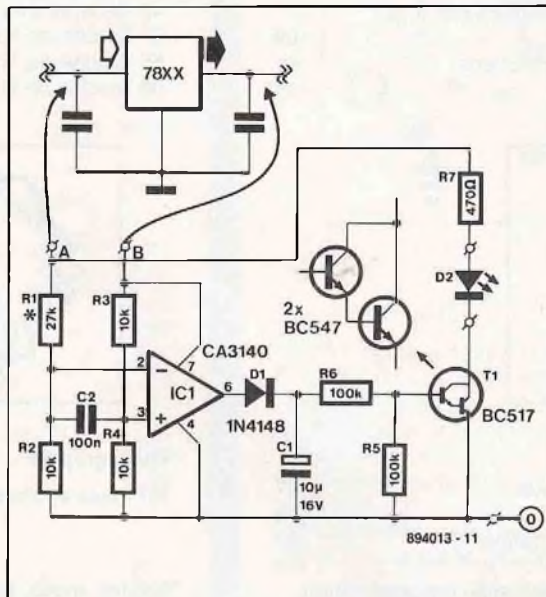 78XX
A
B
R7
470Ω
R1
*
27k
R3
10k
D2
2x
BC547
CA3140
7
2
-
IC1
6
3
+
4
C2
100n
D1
1N4148
R6
100k
T1
BC517
R2
10k
R4
10k
C1
10µ
16V
R5
100k
0
894013 - 11